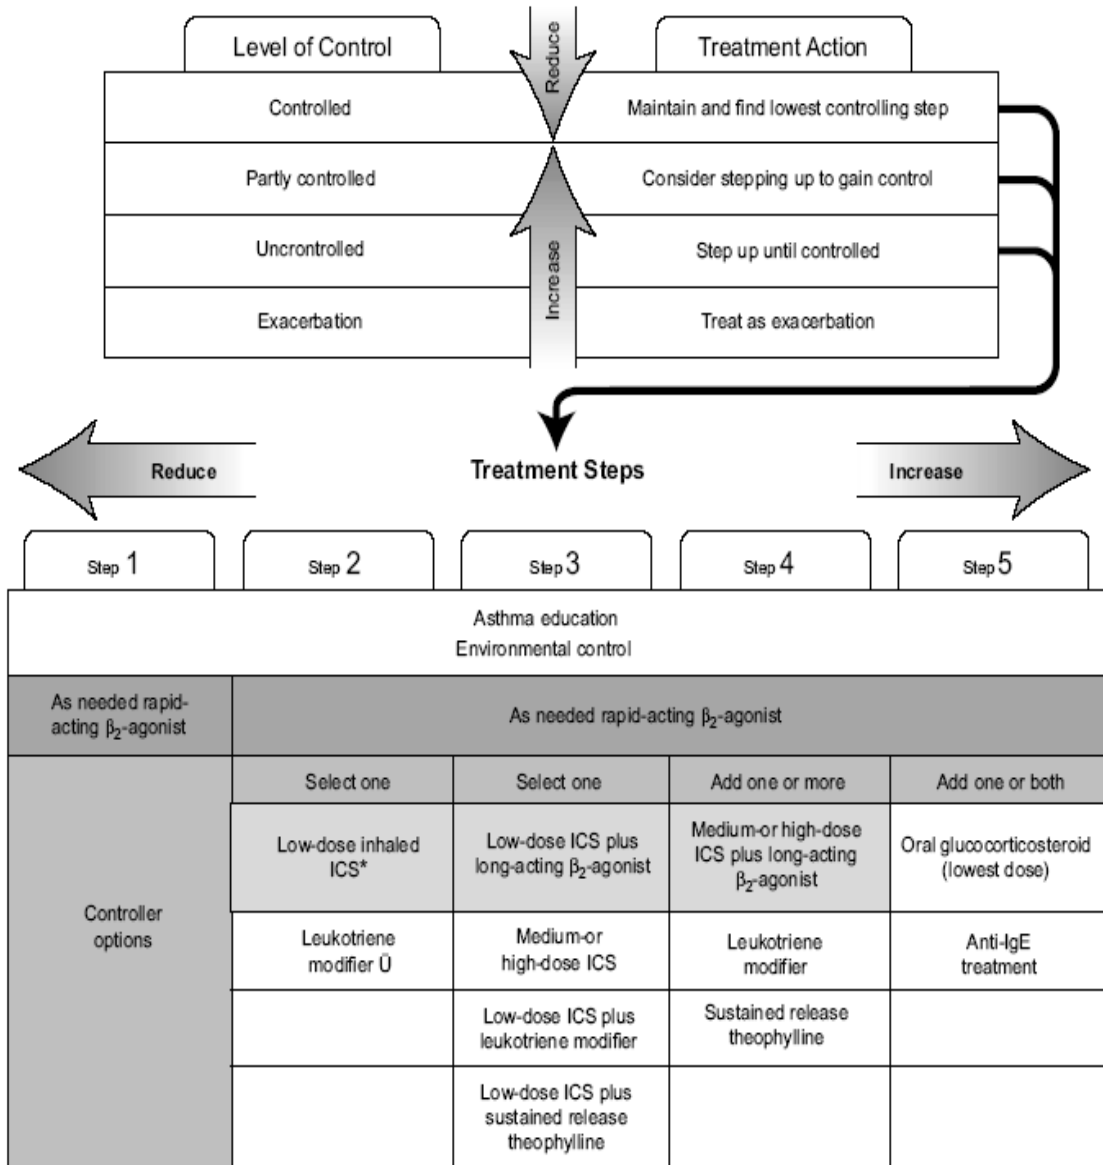 Level of Control
Reduce
Treatment Action
Controlled
Maintain and find lowest controlling step
Partly controlled
Consider stepping up to gain control
Uncrontrolled
Increase
Step up until controlled
Exacerbation
Treat as exacerbation
Reduce
Treatment Steps
Increase
Step 1
Step 2
Step 3
Step 4
Step 5
Asthma education
Environmental control
As needed rapid-
acting β₂-agonist
As needed rapid-acting β₂-agonist
Controller
options
Select one
Select one
Add one or more
Add one or both
Low-dose inhaled
ICS*
Low-dose ICS plus
long-acting β₂-agonist
Medium-or high-dose
ICS plus long-acting
β₂-agonist
Oral glucocorticosteroid
(lowest dose)
Leukotriene
modifier Ü
Medium-or
high-dose ICS
Leukotriene
modifier
Anti-IgE
treatment
Low-dose ICS plus
leukotriene modifier
Sustained release
theophylline
Low-dose ICS plus
sustained release
theophylline